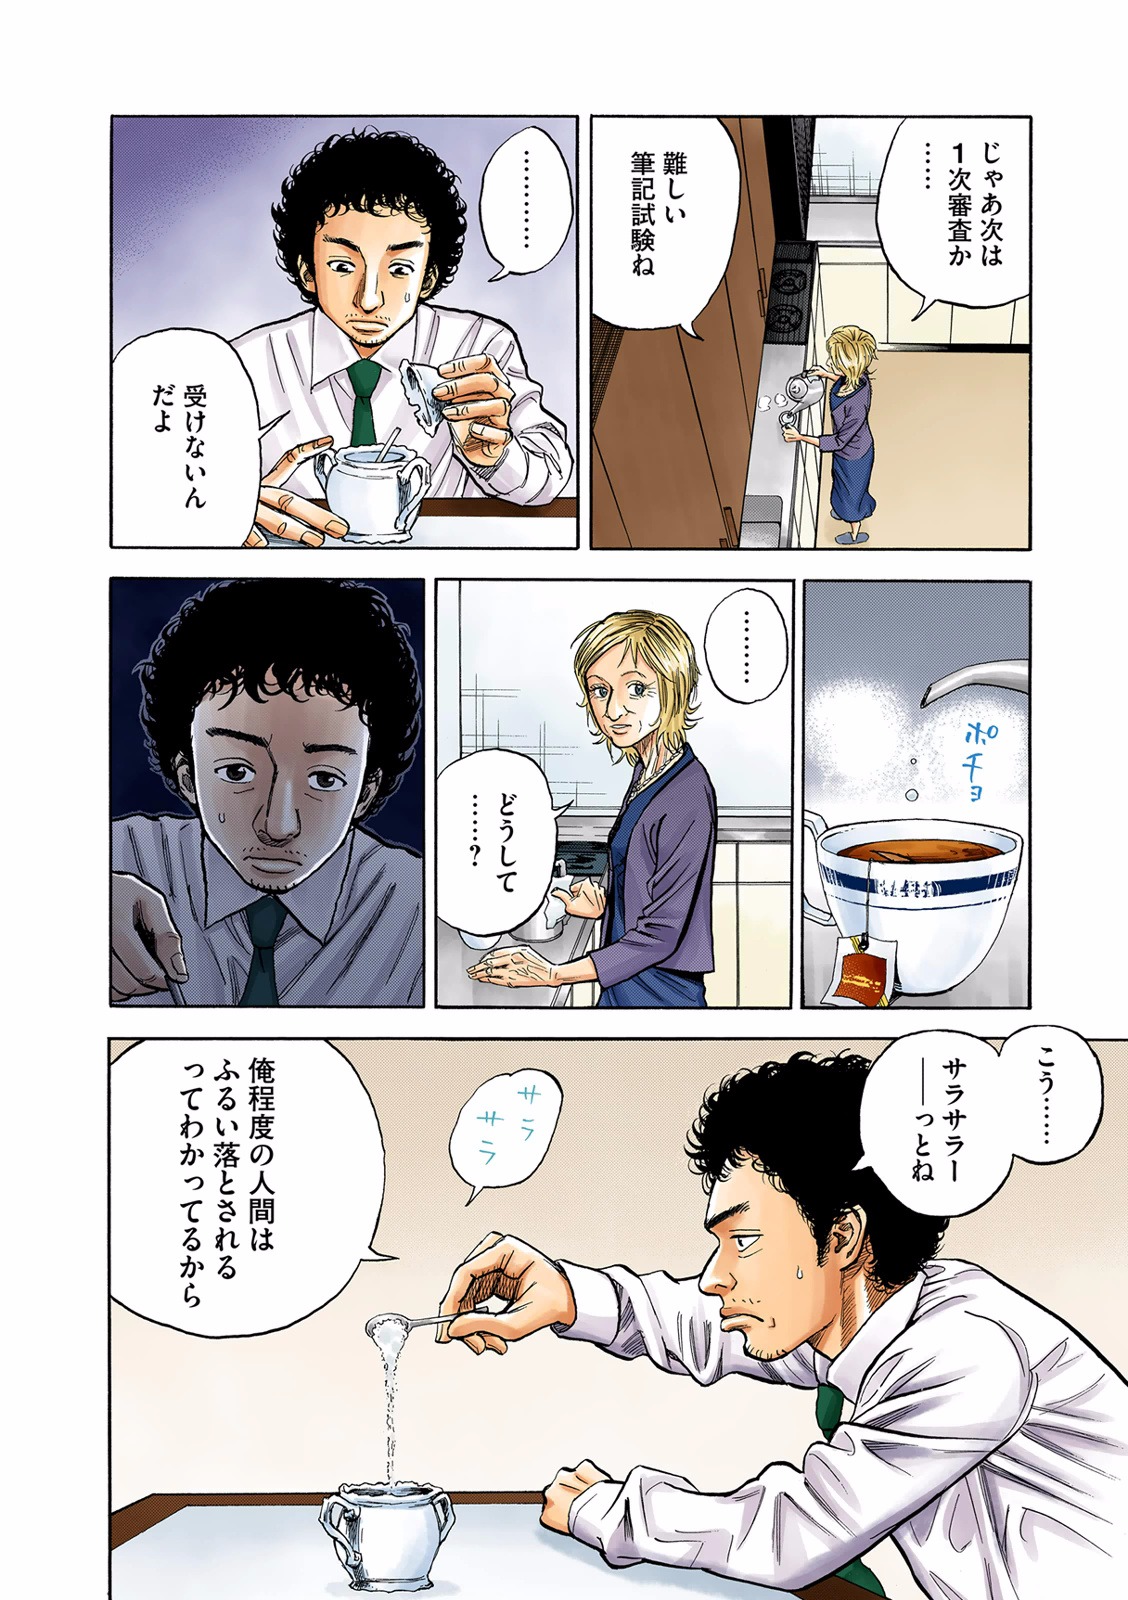 じゃあ次は
1次審査か
……
難しい
筆記試験ね
…………
受けないん
だよ
ポチョ
………
どうして
……?
こう……
サラサラー
――っとね
サラ
サラ
俺程度の人間は
ふるい落とされる
ってわかってるから